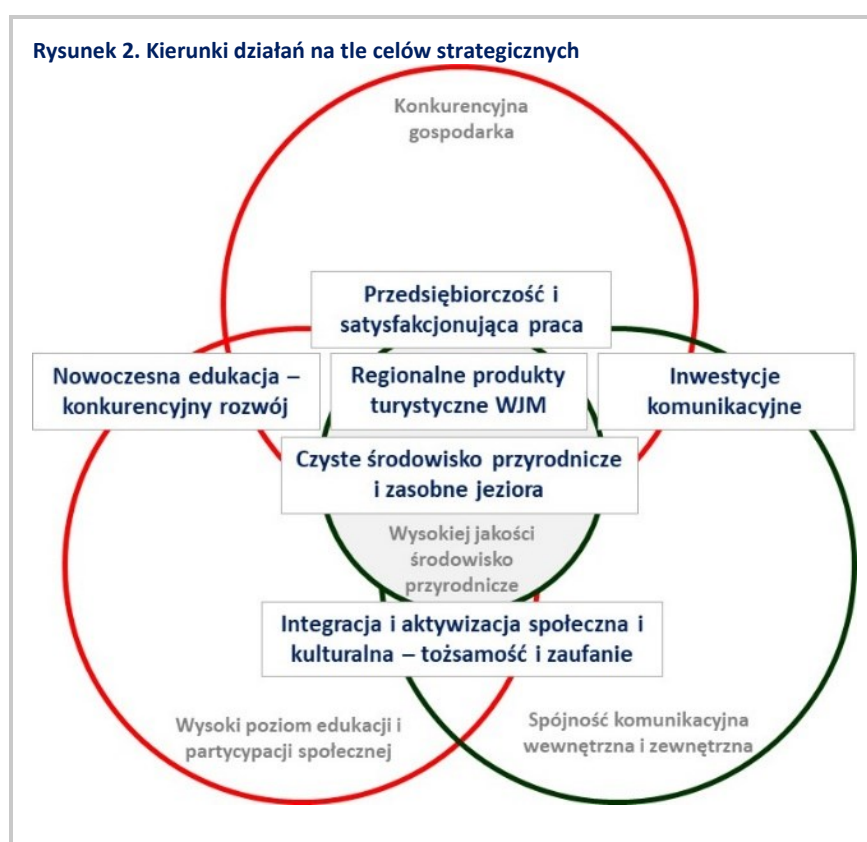 Rysunek 2. Kierunki działań na tle celów strategicznych
Konkurencyjna
gospodarka
Przedsiębiorczość i
satysfakcjonująca praca
Nowoczesna edukacja –
konkurencyjny rozwój
Regionalne produkty
turystyczne WJM
Inwestycje
komunikacyjne
Czyste środowisko przyrodnicze
i zasobne jeziora
Wysokiej jakości
środowisko
przyrodnicze
Integracja i aktywizacja społeczna i
kulturalna – tożsamość i zaufanie
Wysoki poziom edukacji i
partycypacji społecznej
Spójność komunikacyjna
wewnętrzna i zewnętrzna